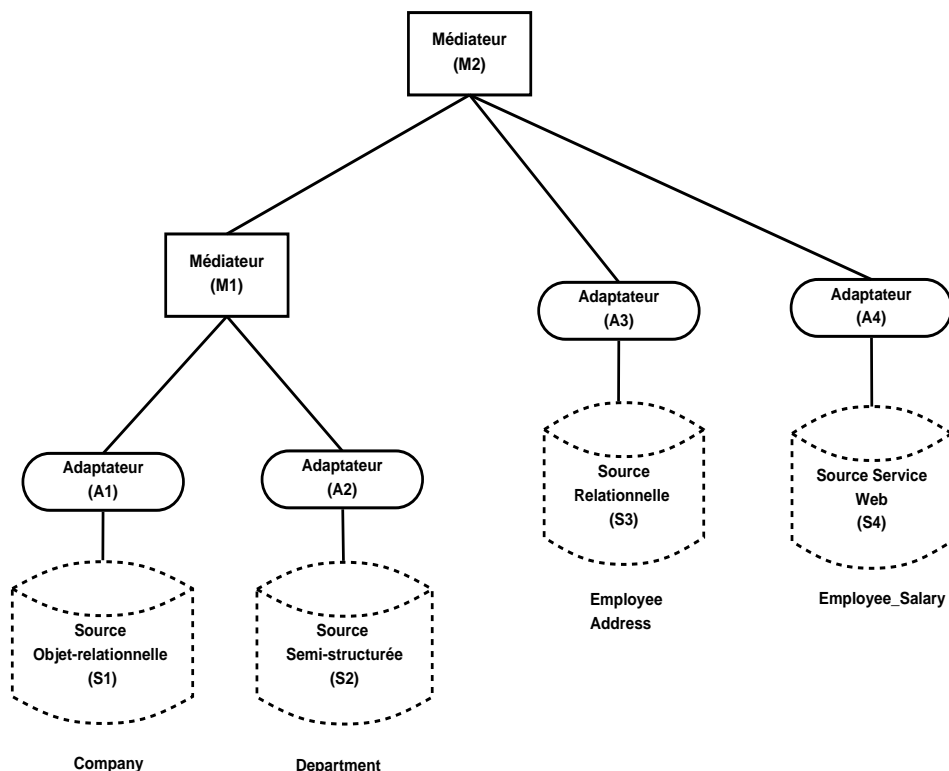 Médiateur
(M2)
Médiateur
(M1)
Adaptateur
(A3)
Adaptateur
(A4)
Adaptateur
(A1)
Adaptateur
(A2)
Source
Relationnelle
(S3)
Source Service
Web
(S4)
Employee
Address
Employee_Salary
Source
Objet-relationnelle
(S1)
Source
Semi-structurée
(S2)
Company
Department